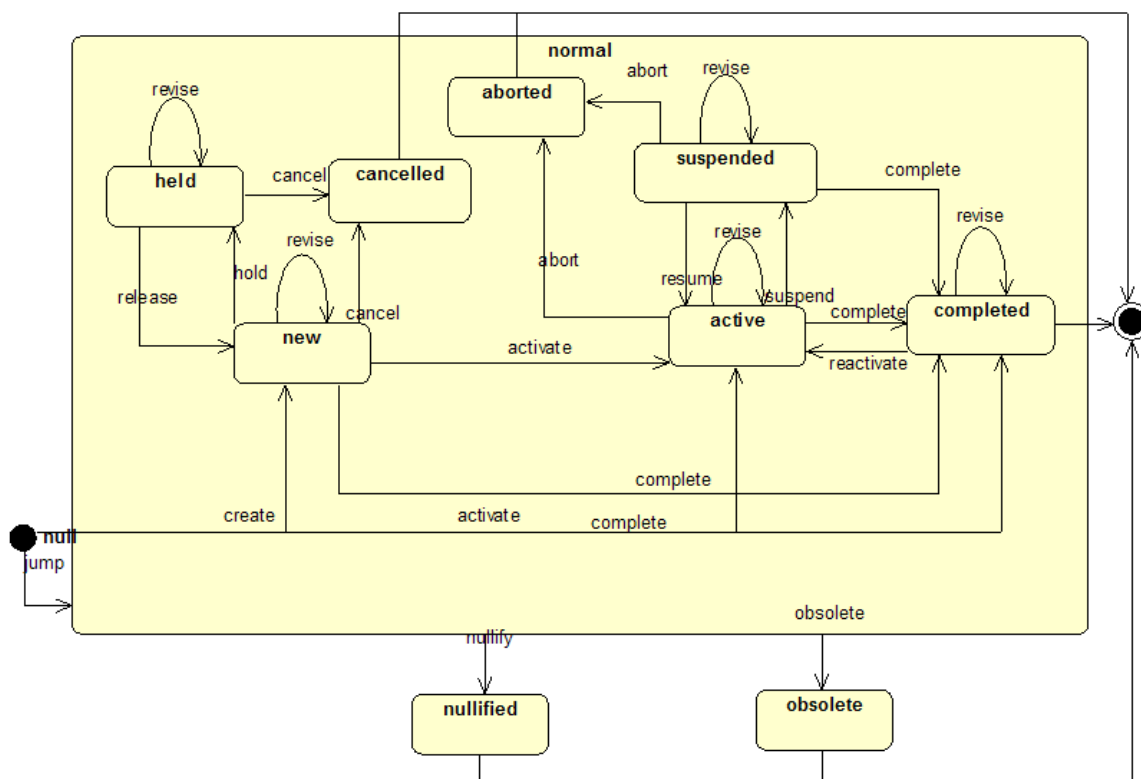 normal
abort
revise
revise
aborted
suspended
held
cancel
cancelled
complete
revise
revise
revise
abort
hold
resume
release
suspend
cancel
complete
new
active
completed
activate
reactivate
complete
create
activate
complete
null
jump
obsolete
nullify
nullified
obsolete